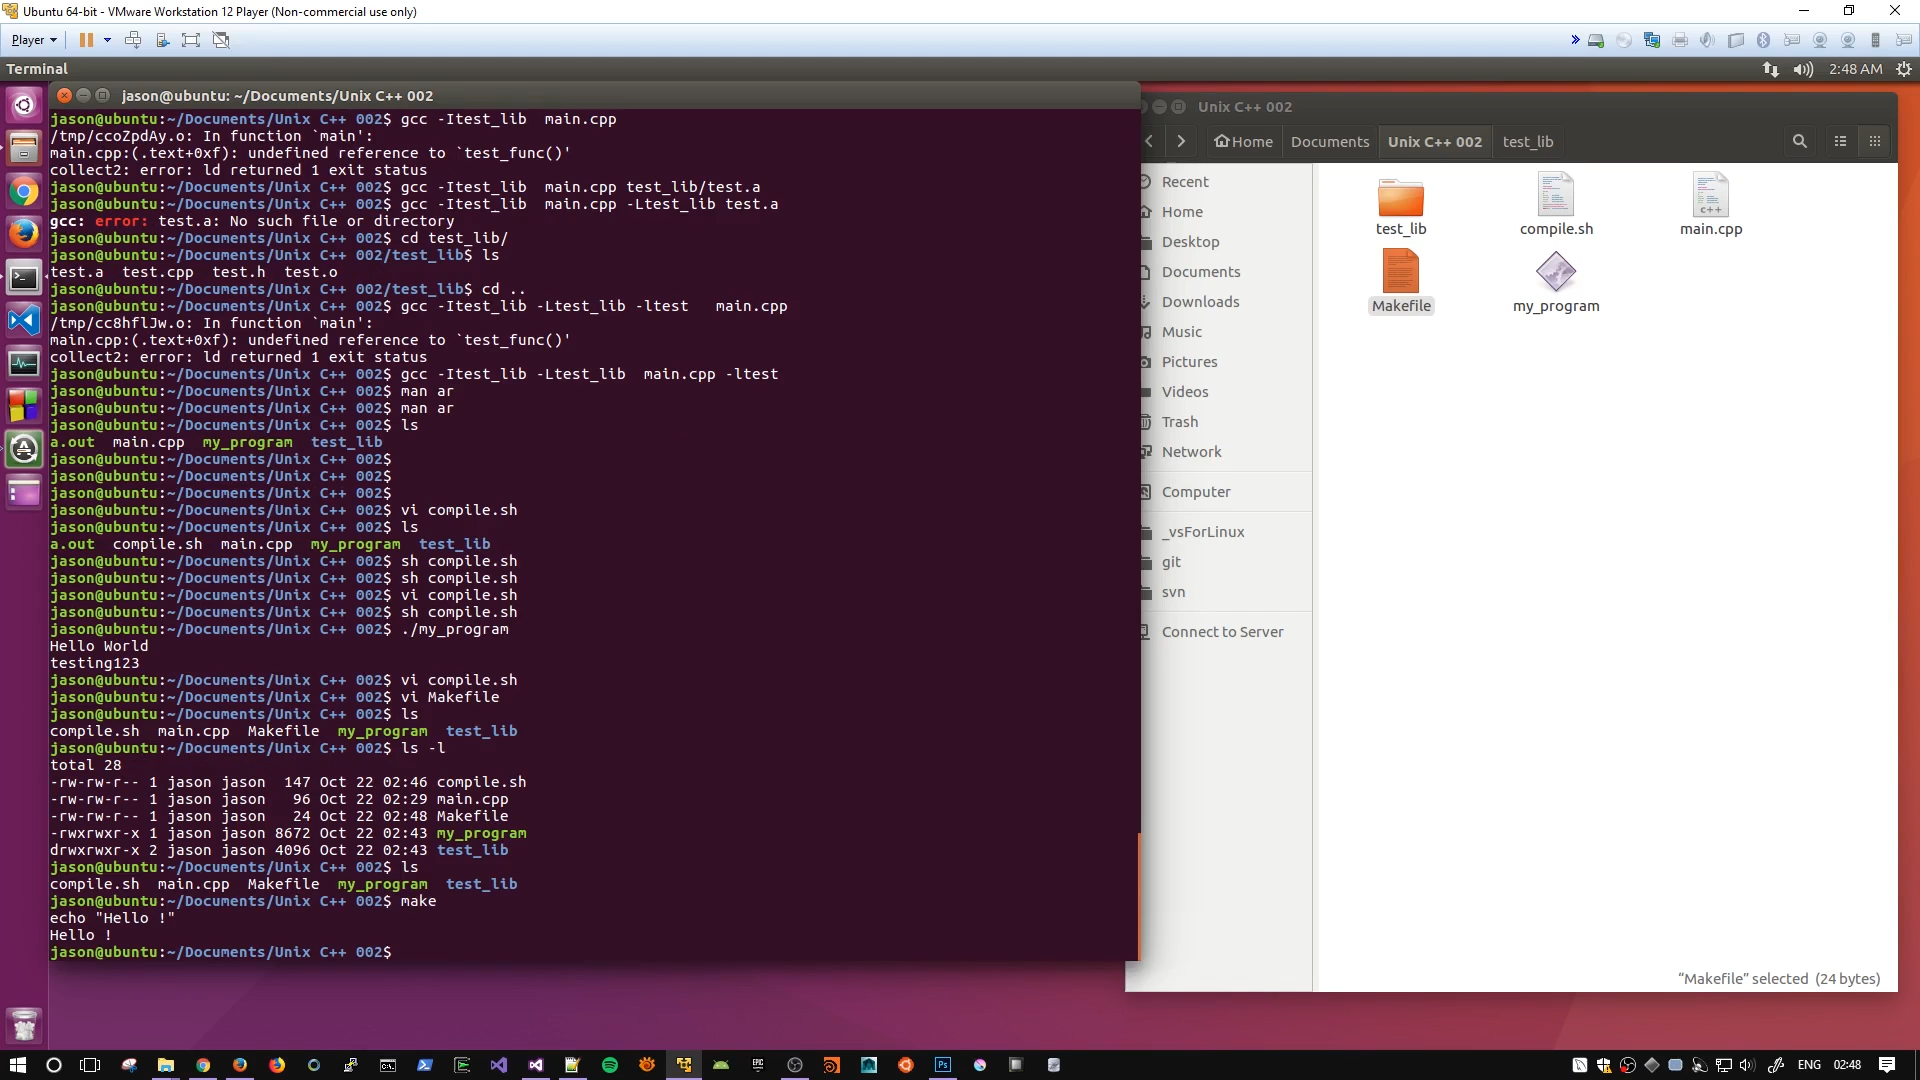 Ubuntu 64-bit - VMware Workstation 12 Player (Non-commercial use only)
Player
Terminal
2:48 AM
jason@ubuntu: ~/Documents/Unix C++ 002
jason@ubuntu:~/Documents/Unix C++ 002$ gcc -Itest_lib  main.cpp
/tmp/ccoZpdAy.o: In function `main':
main.cpp:(.text+0xf): undefined reference to `test_func()'
collect2: error: ld returned 1 exit status
jason@ubuntu:~/Documents/Unix C++ 002$ gcc -Itest_lib  main.cpp test_lib/test.a
jason@ubuntu:~/Documents/Unix C++ 002$ gcc -Itest_lib  main.cpp -Ltest_lib test.a
gcc: error: test.a: No such file or directory
jason@ubuntu:~/Documents/Unix C++ 002$ cd test_lib/
jason@ubuntu:~/Documents/Unix C++ 002/test_lib$ ls
test.a  test.cpp  test.h  test.o
jason@ubuntu:~/Documents/Unix C++ 002/test_lib$ cd ..
jason@ubuntu:~/Documents/Unix C++ 002$ gcc -Itest_lib -Ltest_lib -ltest   main.cpp
/tmp/cc8hflJw.o: In function `main':
main.cpp:(.text+0xf): undefined reference to `test_func()'
collect2: error: ld returned 1 exit status
jason@ubuntu:~/Documents/Unix C++ 002$ gcc -Itest_lib -Ltest_lib  main.cpp -ltest
jason@ubuntu:~/Documents/Unix C++ 002$ man ar
jason@ubuntu:~/Documents/Unix C++ 002$ man ar
jason@ubuntu:~/Documents/Unix C++ 002$ ls
a.out  main.cpp  my_program  test_lib
jason@ubuntu:~/Documents/Unix C++ 002$
jason@ubuntu:~/Documents/Unix C++ 002$
jason@ubuntu:~/Documents/Unix C++ 002$
jason@ubuntu:~/Documents/Unix C++ 002$ vi compile.sh
jason@ubuntu:~/Documents/Unix C++ 002$ ls
a.out  compile.sh  main.cpp  my_program  test_lib
jason@ubuntu:~/Documents/Unix C++ 002$ sh compile.sh
jason@ubuntu:~/Documents/Unix C++ 002$ sh compile.sh
jason@ubuntu:~/Documents/Unix C++ 002$ vi compile.sh
jason@ubuntu:~/Documents/Unix C++ 002$ sh compile.sh
jason@ubuntu:~/Documents/Unix C++ 002$ ./my_program
Hello World
testing123
jason@ubuntu:~/Documents/Unix C++ 002$ vi compile.sh
jason@ubuntu:~/Documents/Unix C++ 002$ vi Makefile
jason@ubuntu:~/Documents/Unix C++ 002$ ls
compile.sh  main.cpp  Makefile  my_program  test_lib
jason@ubuntu:~/Documents/Unix C++ 002$ ls -l
total 28
-rw-rw-r-- 1 jason jason  147 Oct 22 02:46 compile.sh
-rw-rw-r-- 1 jason jason   96 Oct 22 02:29 main.cpp
-rw-rw-r-- 1 jason jason   24 Oct 22 02:48 Makefile
-rwxrwxr-x 1 jason jason 8672 Oct 22 02:43 my_program
drwxrwxr-x 2 jason jason 4096 Oct 22 02:43 test_lib
jason@ubuntu:~/Documents/Unix C++ 002$ ls
compile.sh  main.cpp  Makefile  my_program  test_lib
jason@ubuntu:~/Documents/Unix C++ 002$ make
echo "Hello !"
Hello !
jason@ubuntu:~/Documents/Unix C++ 002$
Unix C++ 002
Home Documents Unix C++ 002 test_lib
Recent
Home
Desktop
Documents
Downloads
Music
Pictures
Videos
Trash
Network
Computer
_vsForLinux
git
svn
Connect to Server
test_lib compile.sh main.cpp
Makefile my_program
"Makefile" selected (24 bytes)
ENG 02:48